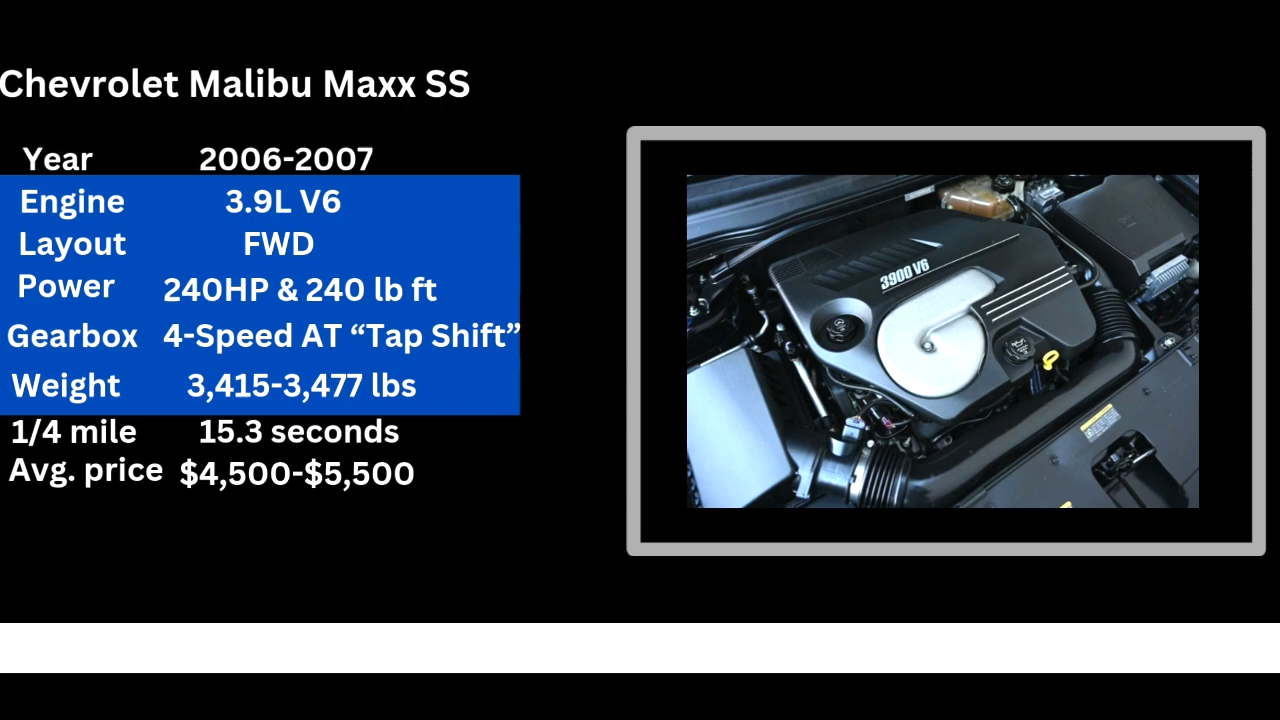 Chevrolet Malibu Maxx SS
Year 2006-2007
Engine 3.9L V6
Layout FWD
Power 240HP & 240 lb ft
Gearbox 4-Speed AT “Tap Shift”
Weight 3,415-3,477 lbs
1/4 mile 15.3 seconds
Avg. price $4,500-$5,500
3900 V6